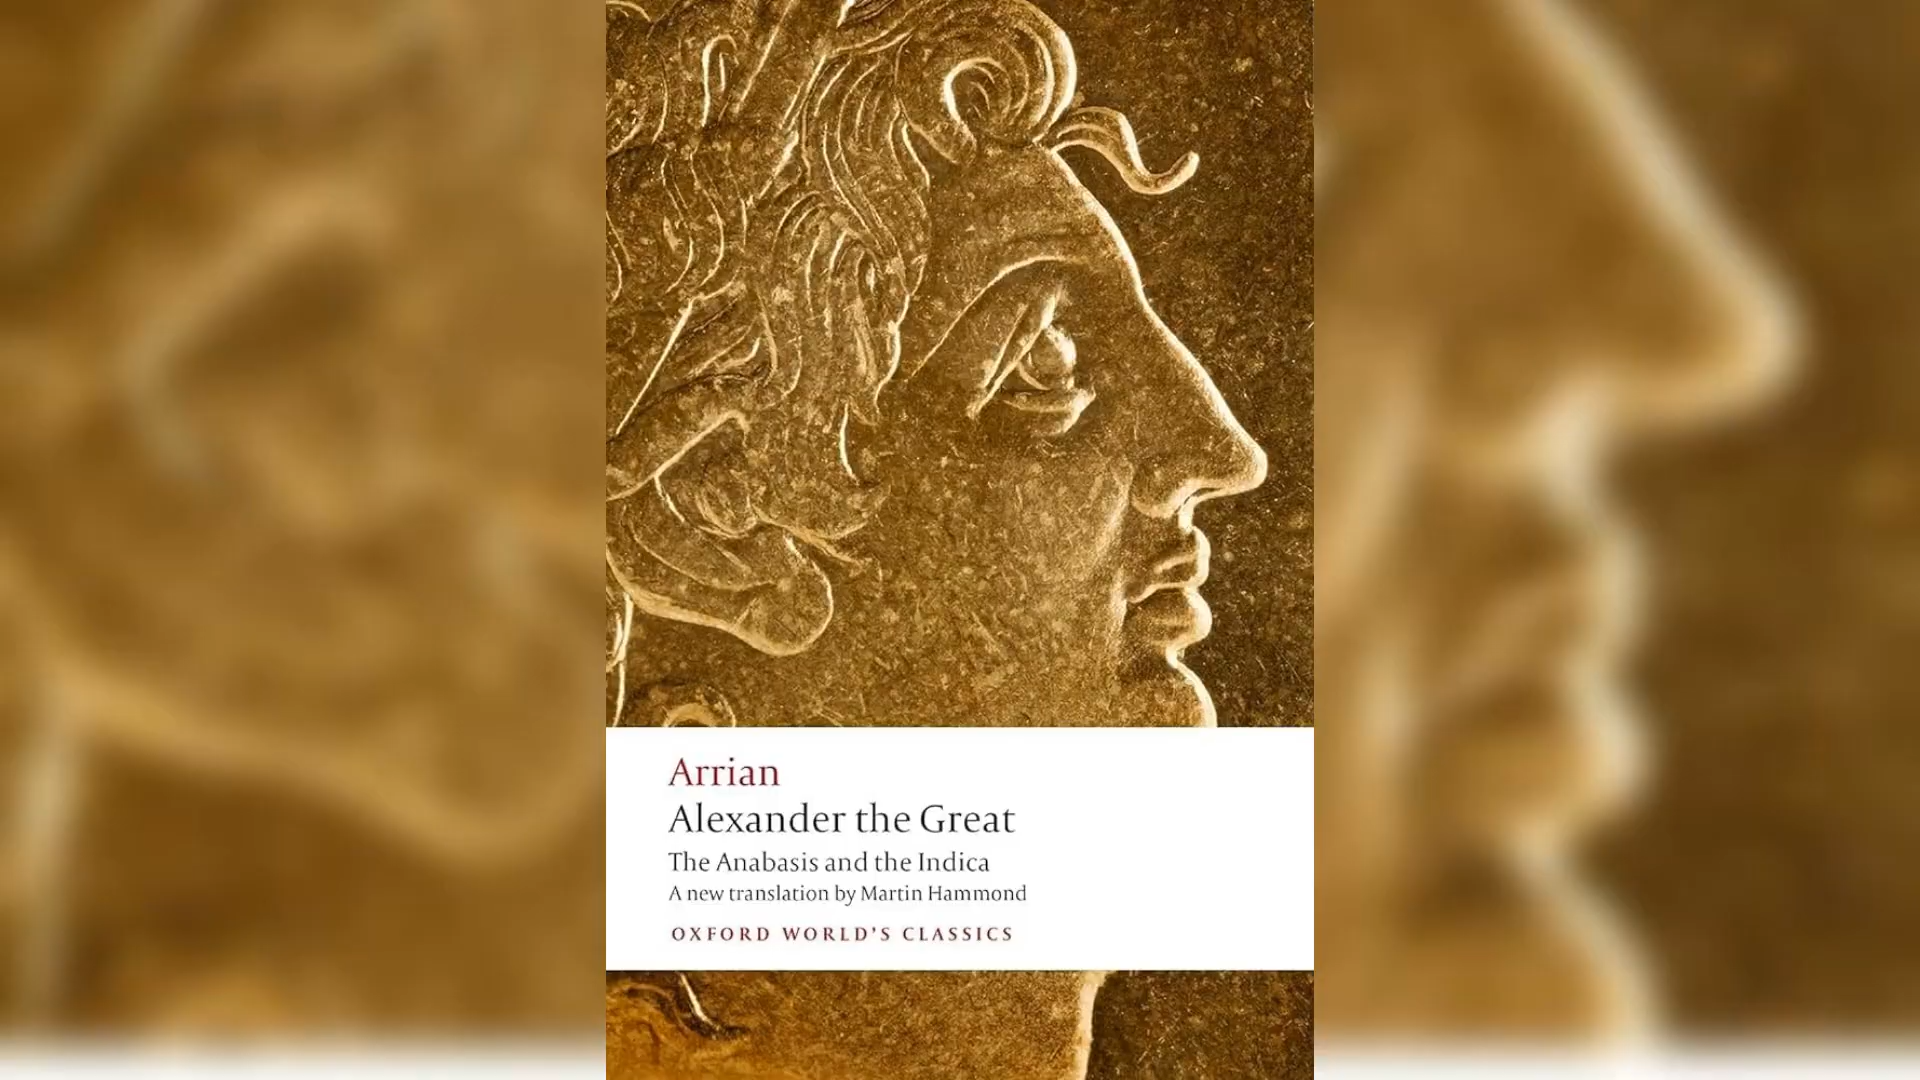 Arrian
Alexander the Great
The Anabasis and the Indica
A new translation by Martin Hammond
OXFORD WORLD'S CLASSICS